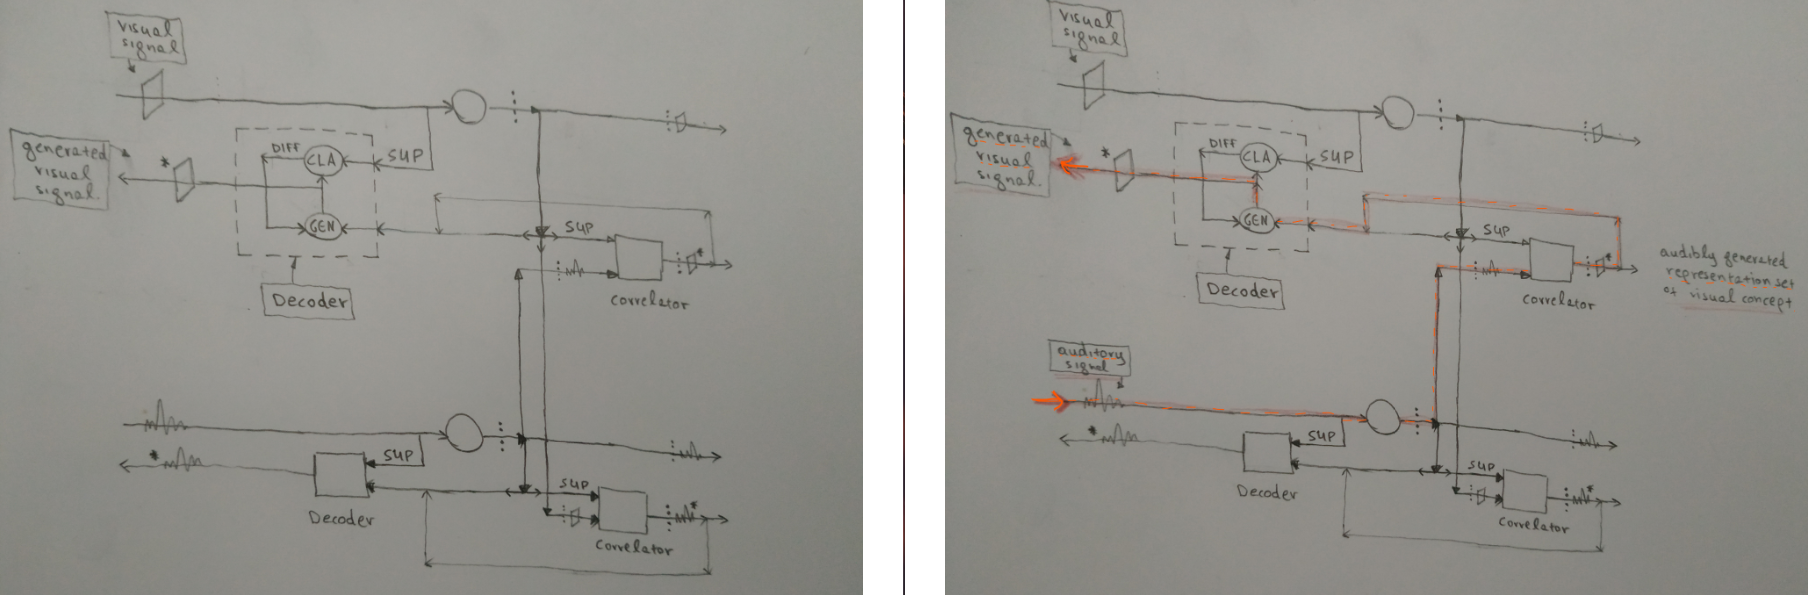 visual
signal
generated
visual
signal.
*
DIFF
CLA
SUP
GEN
SUP
*
Decoder
Correlator
SUP
*
Decoder
SUP
*
Correlator
visual
signal
generated
visual
signal.
*
DIFF
CLA
SUP
GEN
SUP
*
Decoder
Correlator
audibly generated
representation set
of visual concept
auditory
signal
SUP
*
Decoder
SUP
*
Correlator